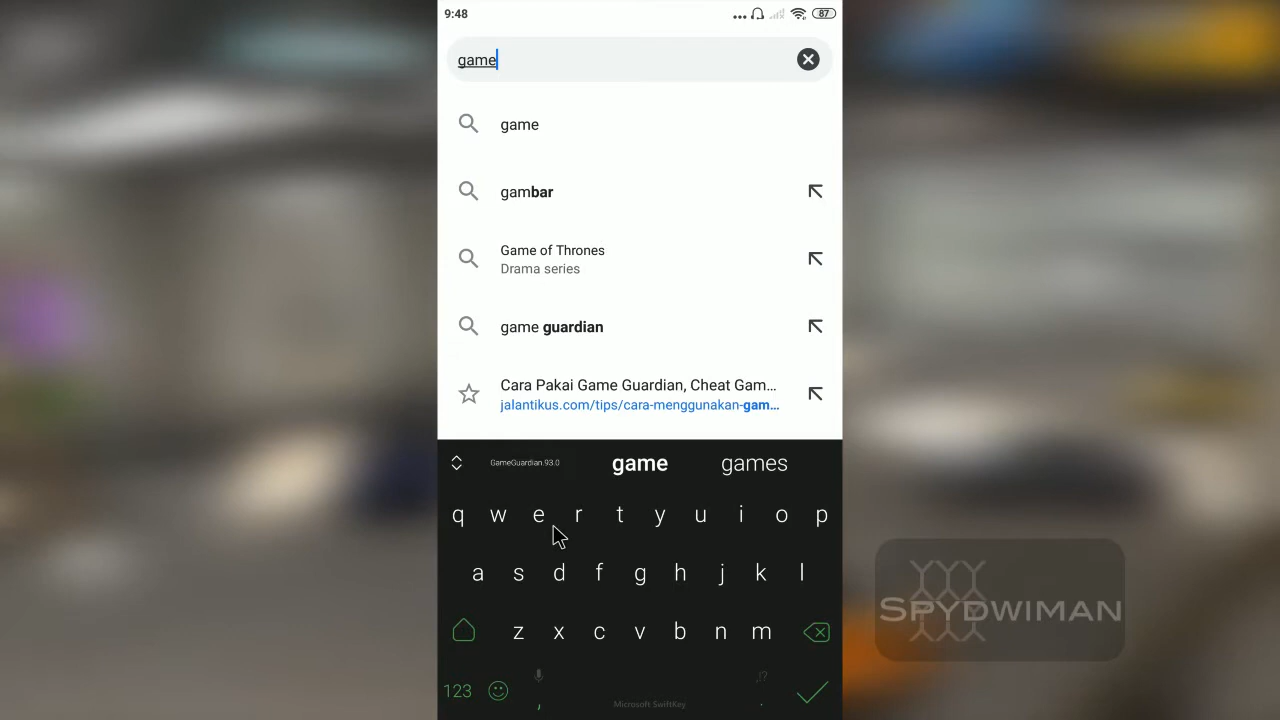 9:48
87
game
game
gambar
Game of Thrones
Drama series
game guardian
Cara Pakai Game Guardian, Cheat Gam...
jalantikus.com/tips/cara-menggunakan-gam...
GameGuardian.93.0 game games
q w e r t y u i o p
a s d f g h j k l
z x c v b n m
,!?
123 , .
Microsoft SwiftKey
SPYDWIMAN